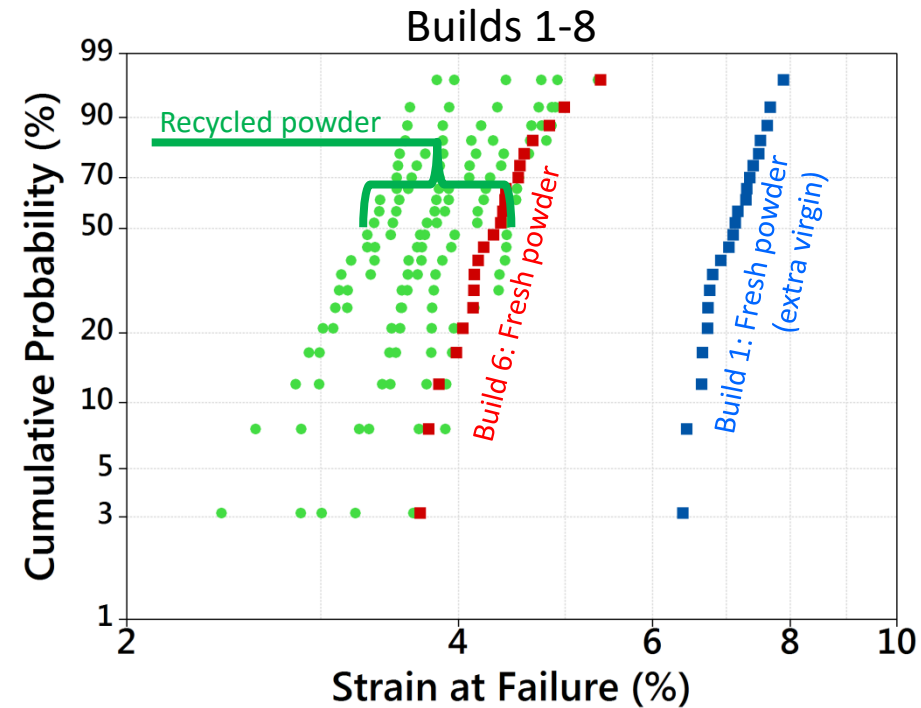 Builds 1-8
Cumulative Probability (%)
99
90
70
50
20
10
5
3
1
Recycled powder
Build 6: Fresh powder
Build 1: Fresh powder
(extra virgin)
2
4
6
8
10
Strain at Failure (%)